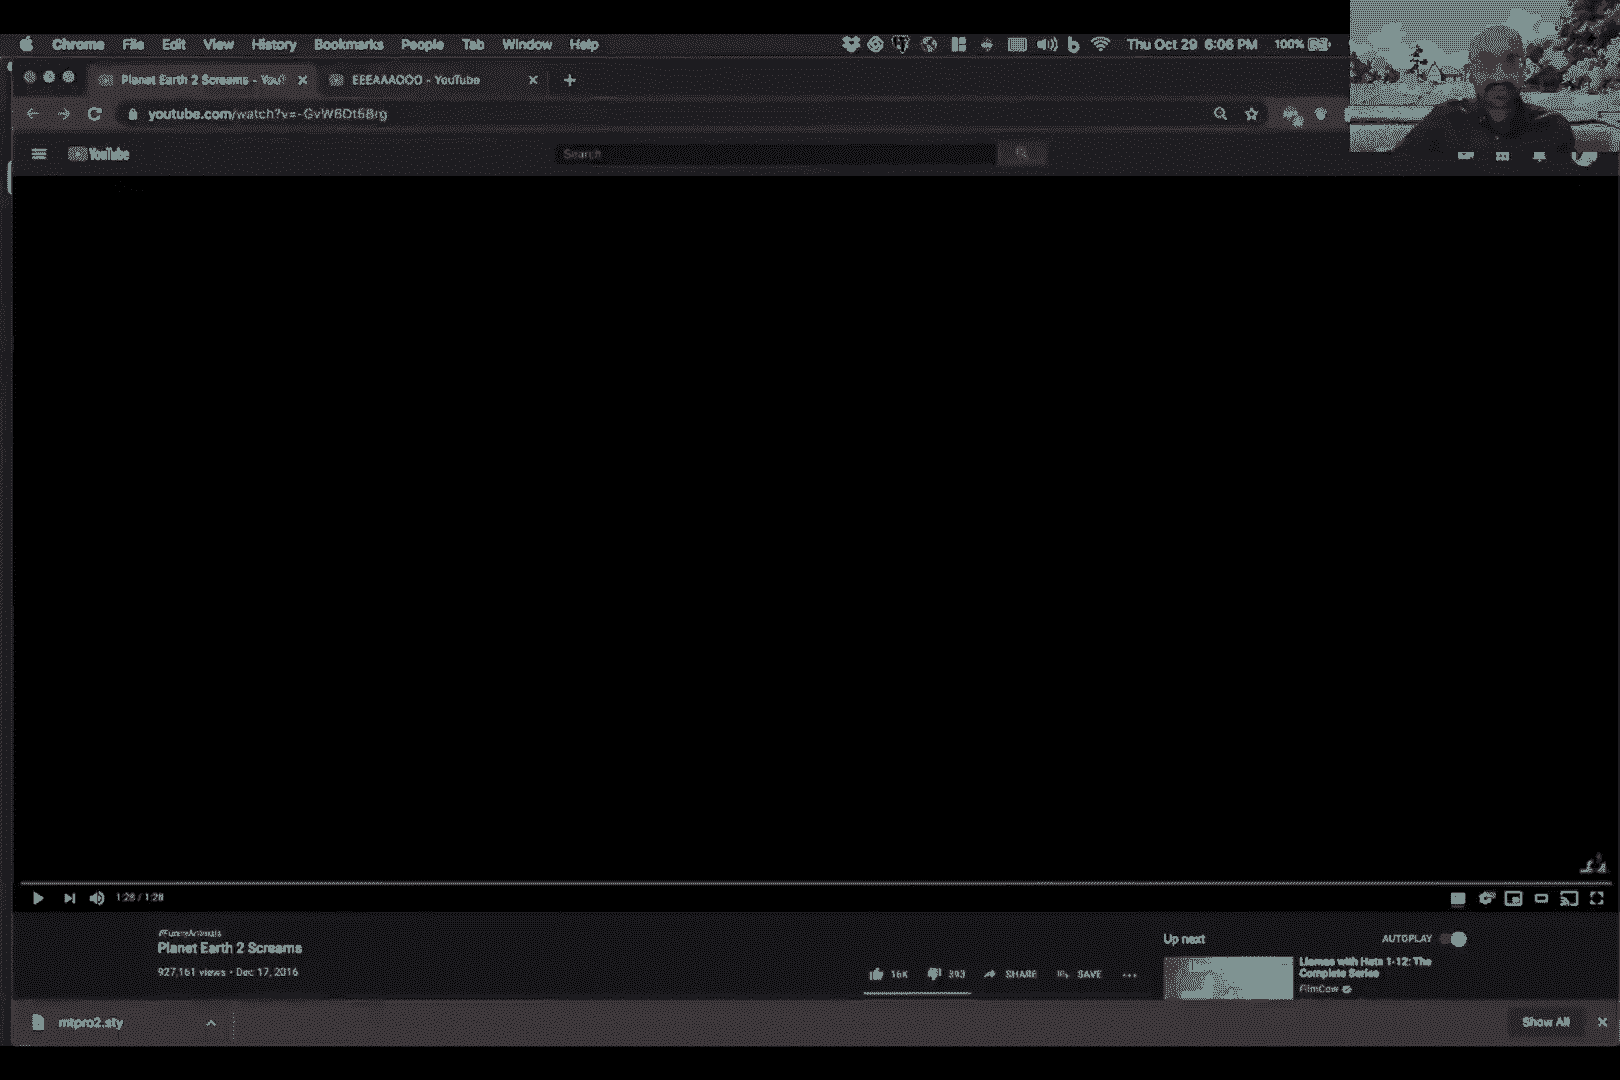 Chrome File Edit View History Bookmarks People Tab Window Help Thu Oct 29 6:06 PM 100%
Planet Earth 2 Screams - You EEEAAAOOO - YouTube
youtube.com/watch?v=-GvW6Dt68rg
YouTube Search
1:28 / 1:28
#FunnyAnimals
Planet Earth 2 Screams
927,161 views • Dec 17, 2016
16K 393 SHARE SAVE
Up next AUTOPLAY
Llamas with Hats 1-12: The
Complete Series
FilmCow
mtpro2.sty Show All